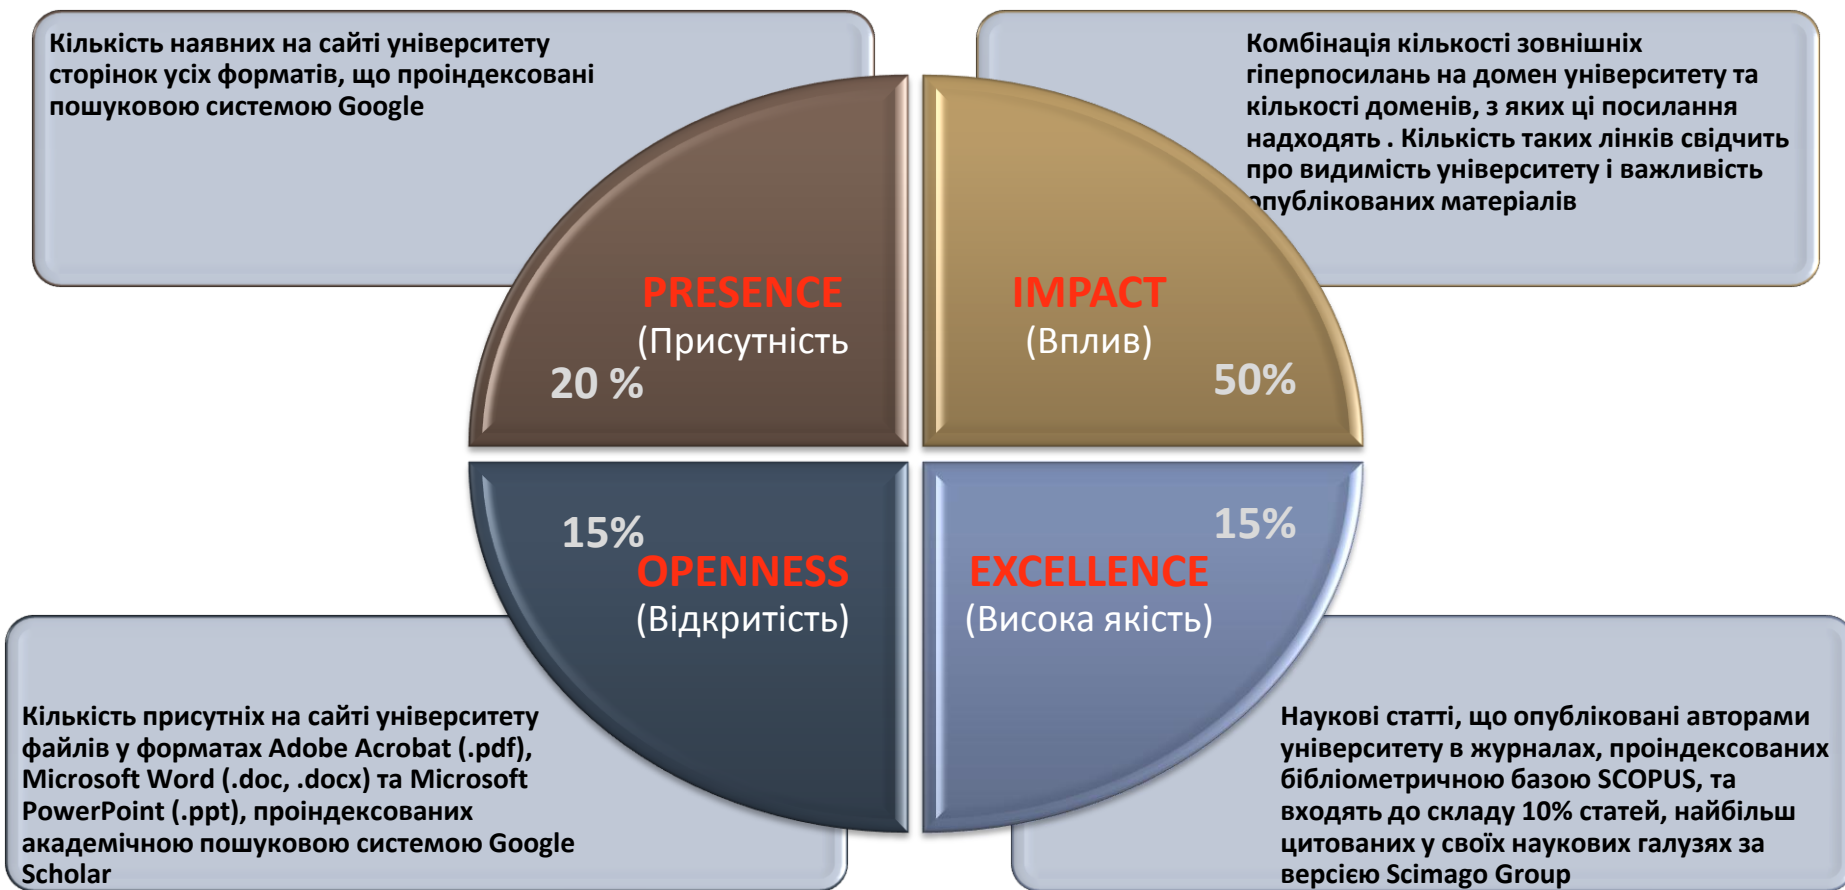 Кількість наявних на сайті університету
сторінок усіх форматів, що проіндексовані
пошуковою системою Google
Комбінація кількості зовнішніх
гіперпосилань на домен університету та
кількості доменів, з яких ці посилання
надходять . Кількість таких лінків свідчить
про видимість університету і важливість
опублікованих матеріалів
PRESENCE
(Присутність
20 %
IMPACT
(Вплив)
50%
15%
OPENNESS
(Відкритість)
15%
EXCELLENCE
(Висока якість)
Кількість присутніх на сайті університету
файлів у форматах Adobe Acrobat (.pdf),
Microsoft Word (.doc, .docx) та Microsoft
PowerPoint (.ppt), проіндексованих
академічною пошуковою системою Google
Scholar
Наукові статті, що опубліковані авторами
університету в журналах, проіндексованих
бібліометричною базою SCOPUS, та
входять до складу 10% статей, найбільш
цитованих у своїх наукових галузях за
версією Scimago Group